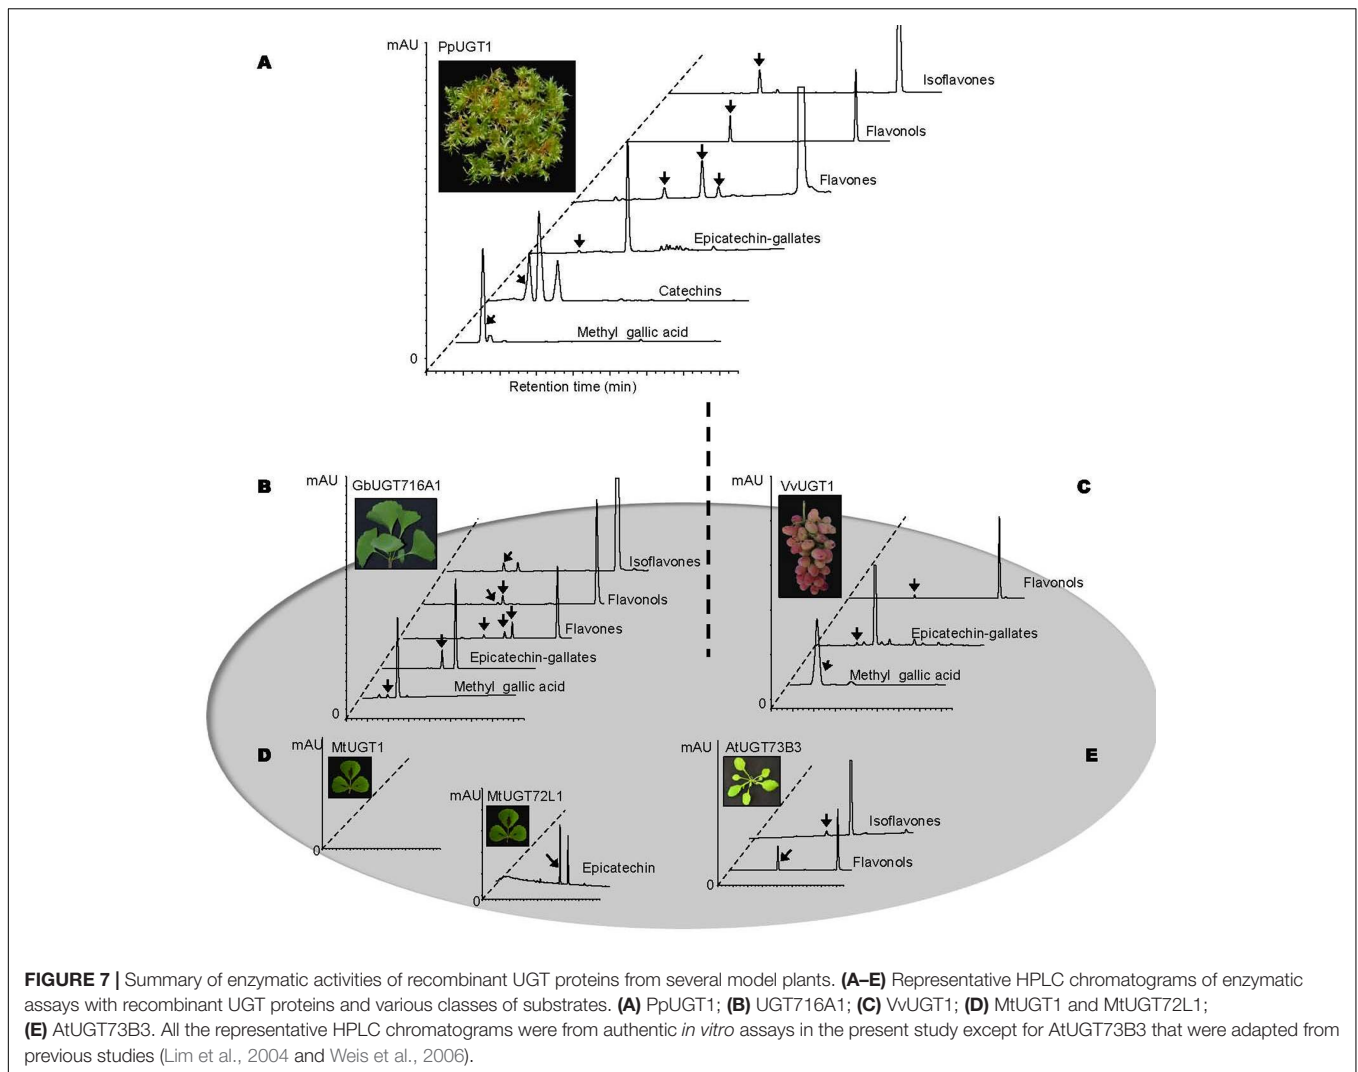 A
mAU
PpUGT1
Isoflavones
Flavonols
Flavones
Epicatechin-gallates
Catechins
Methyl gallic acid
0
Retention time (min)
B
mAU
GbUGT716A1
Isoflavones
Flavonols
Flavones
Epicatechin-gallates
Methyl gallic acid
0
mAU
VvUGT1
C
Flavonols
Epicatechin-gallates
Methyl gallic acid
0
D
mAU
MtUGT1
0
mAU
MtUGT72L1
Epicatechin
0
mAU
AtUGT73B3
E
Isoflavones
Flavonols
0
FIGURE 7 | Summary of enzymatic activities of recombinant UGT proteins from several model plants. (A–E) Representative HPLC chromatograms of enzymatic
assays with recombinant UGT proteins and various classes of substrates. (A) PpUGT1; (B) UGT716A1; (C) VvUGT1; (D) MtUGT1 and MtUGT72L1;
(E) AtUGT73B3. All the representative HPLC chromatograms were from authentic in vitro assays in the present study except for AtUGT73B3 that were adapted from
previous studies (Lim et al., 2004 and Weis et al., 2006).